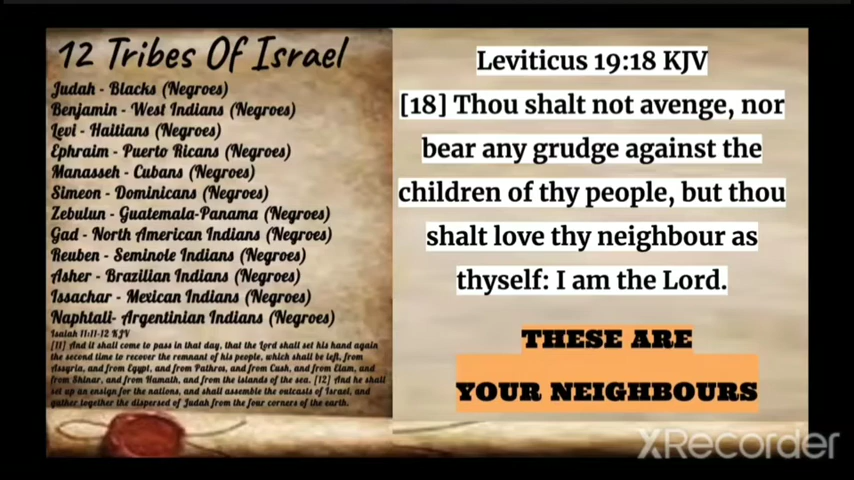 12 Tribes Of Israel
Judah - Blacks (Negroes)
Benjamin - West Indians (Negroes)
Levi - Haitians (Negroes)
Ephraim - Puerto Ricans (Negroes)
Manasseh - Cubans (Negroes)
Simeon - Dominicans (Negroes)
Zebulun - Guatemala-Panama (Negroes)
Gad - North American Indians (Negroes)
Reuben - Seminole Indians (Negroes)
Asher - Brazilian Indians (Negroes)
Issachar - Mexican Indians (Negroes)
Naphtali- Argentinian Indians (Negroes)
Isaiah 11:11-12 KJV
[11] And it shall come to pass in that day, that the Lord shall set his hand again
the second time to recover the remnant of his people, which shall be left, from
Assyria, and from Egypt, and from Pathros, and from Cush, and from Elam, and
from Shinar, and from Hamath, and from the islands of the sea. [12] And he shall
set up an ensign for the nations, and shall assemble the outcasts of Israel, and
gather together the dispersed of Judah from the four corners of the earth.
Leviticus 19:18 KJV
[18] Thou shalt not avenge, nor
bear any grudge against the
children of thy people, but thou
shalt love thy neighbour as
thyself: I am the Lord.
THESE ARE
YOUR NEIGHBOURS
XRecorder